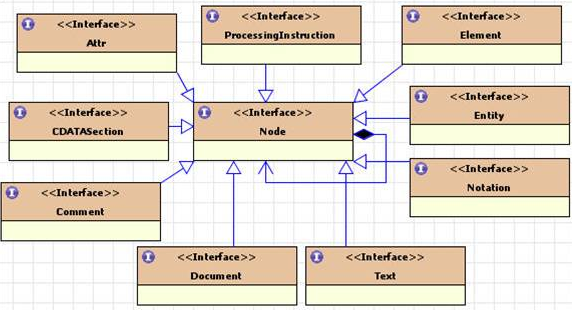 <<Interface>>
Attr
<<Interface>>
ProcessingInstruction
<<Interface>>
Element
<<Interface>>
CDATASection
<<Interface>>
Node
<<Interface>>
Entity
<<Interface>>
Comment
<<Interface>>
Notation
<<Interface>>
Document
<<Interface>>
Text